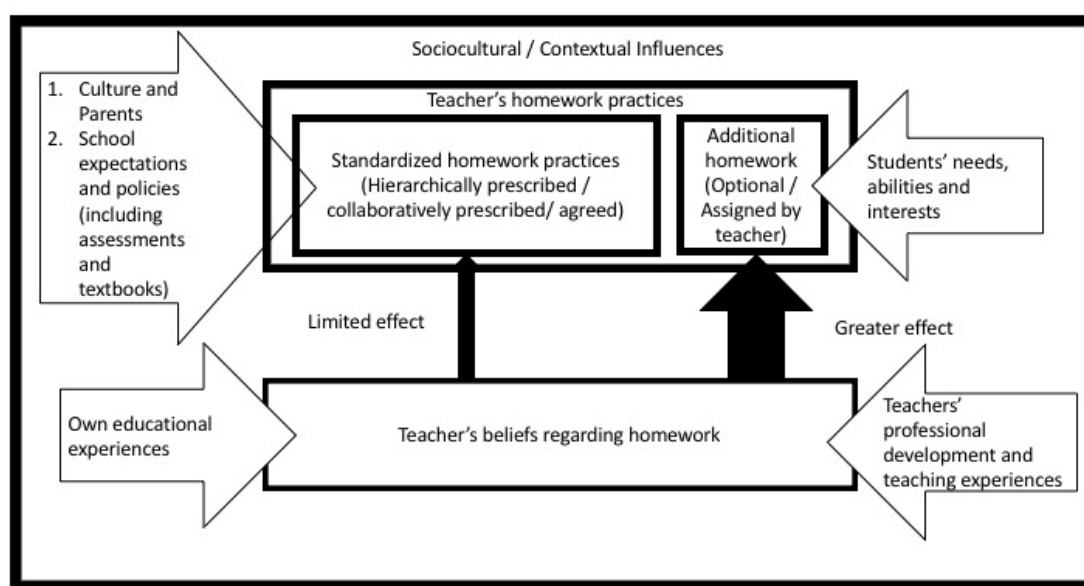 Sociocultural / Contextual Influences
1. Culture and
Parents
2. School
expectations
and policies
(including
assessments
and
textbooks)
Teacher's homework practices
Standardized homework practices
(Hierarchically prescribed /
collaboratively prescribed/ agreed)
Additional
homework
(Optional /
Assigned by
teacher)
Students' needs,
abilities and
interests
Limited effect
Greater effect
Own educational
experiences
Teacher's beliefs regarding homework
Teachers'
professional
development and
teaching experiences